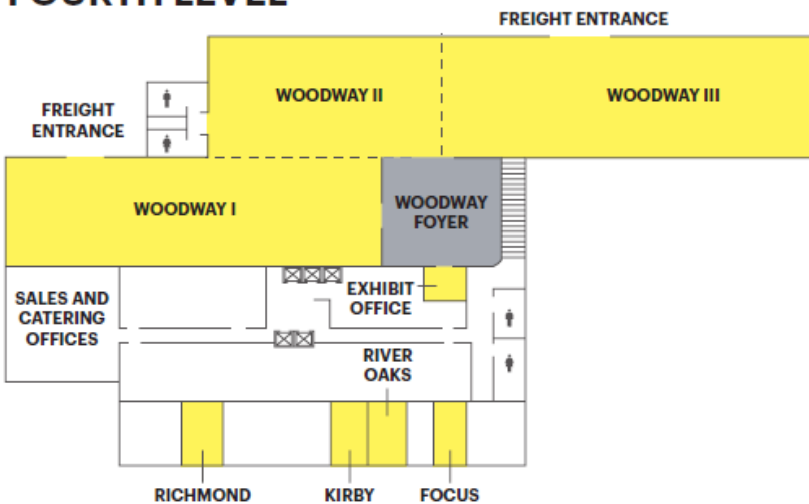 FOURTH LEVEL
FREIGHT ENTRANCE
WOODWAY II
WOODWAY III
FREIGHT
ENTRANCE
WOODWAY I
WOODWAY
FOYER
SALES AND
CATERING
OFFICES
EXHIBIT
OFFICE
RIVER
OAKS
RICHMOND
KIRBY
FOCUS